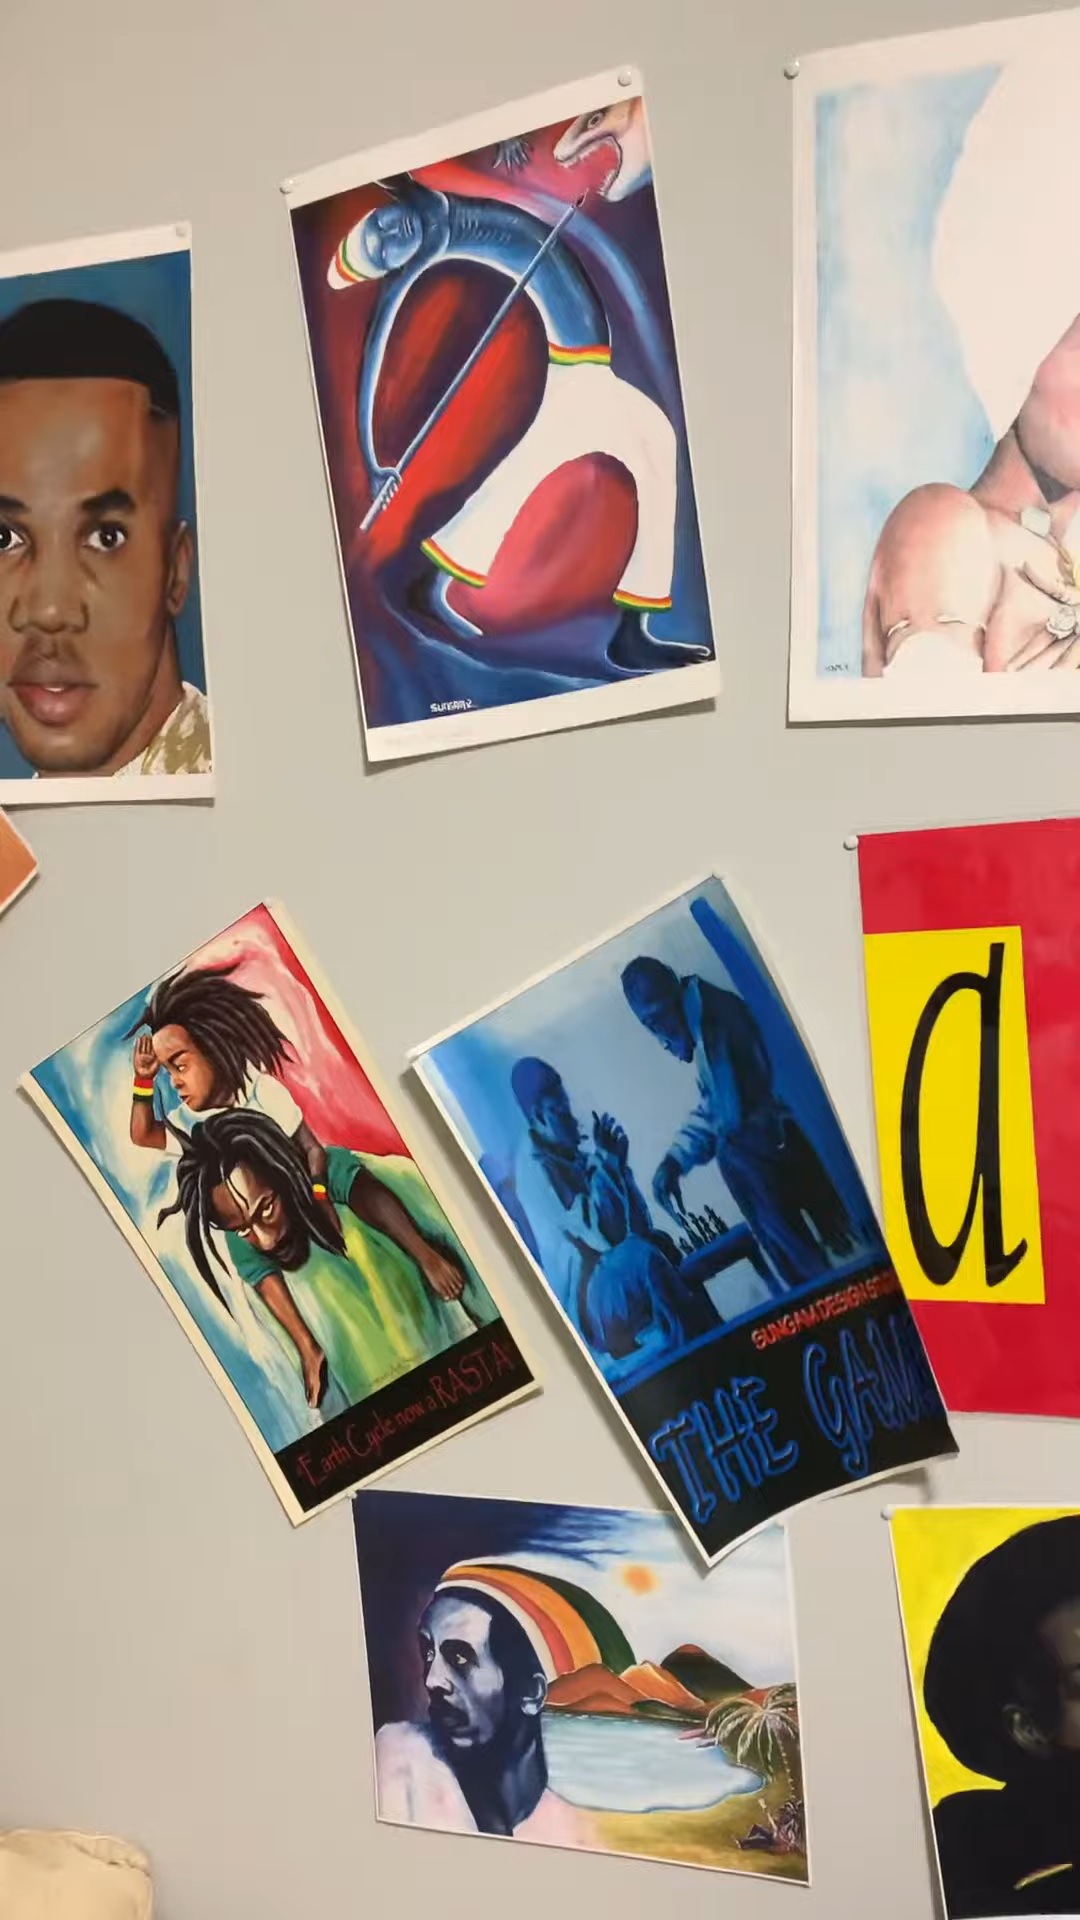 SUNGAM2
a
SUNGAM DESIGN
THE GAM
"Earth Cycle now a RASTA"